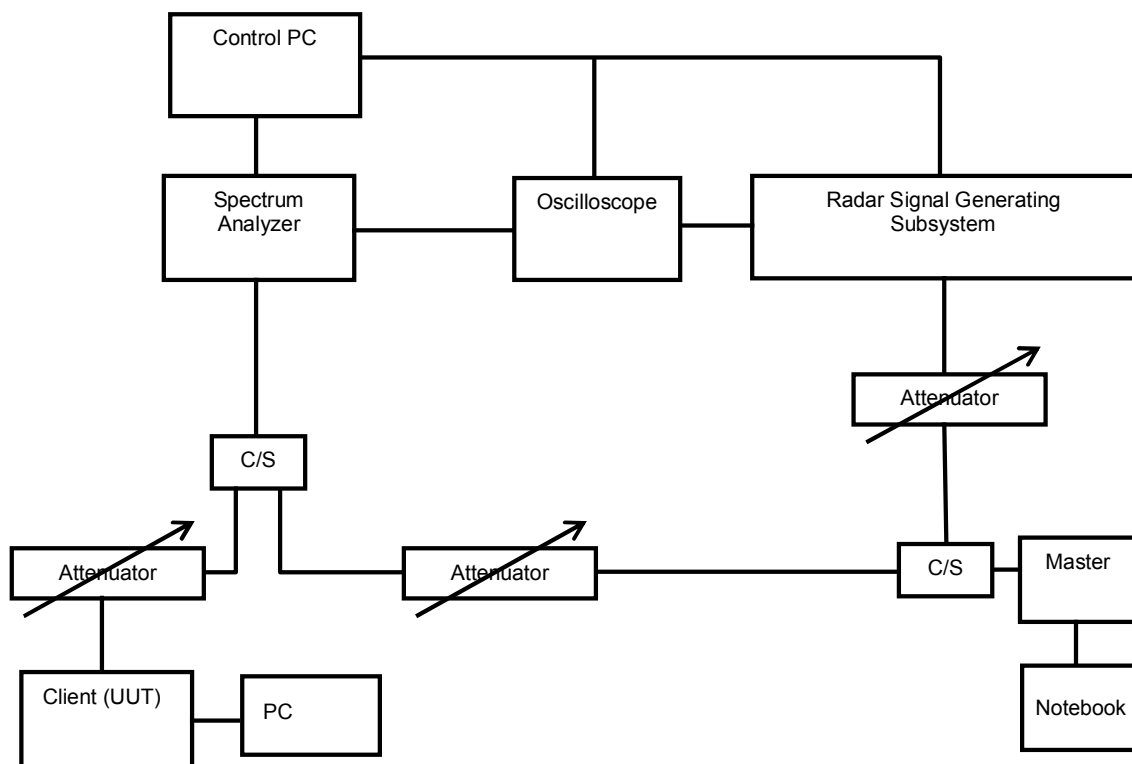 Control PC
Spectrum
Analyzer
Oscilloscope
Radar Signal Generating
Subsystem
Attenuator
C/S
Attenuator
Attenuator
C/S
Master
Client (UUT)
PC
Notebook